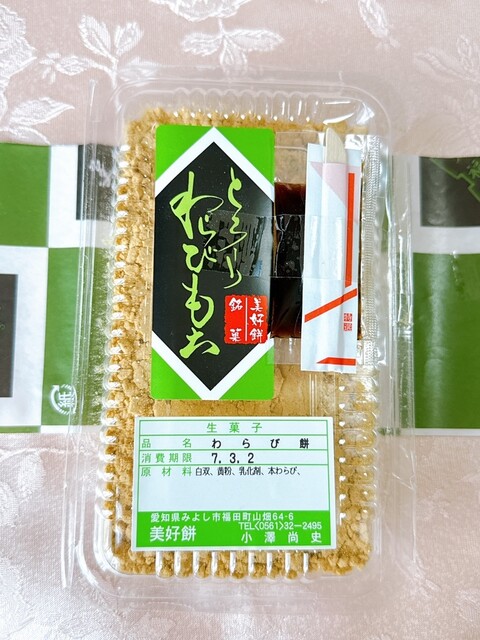 とろ〜り
わらびもち
美好餅
銘菓
生菓子
品名 わらび餅
消費期限 7.3.2
原材料 白双、黄粉、乳化剤、本わらび、
愛知県みよし市福田町山畑64-6
TEL<(0561)32-2495
美好餅 小澤尚史